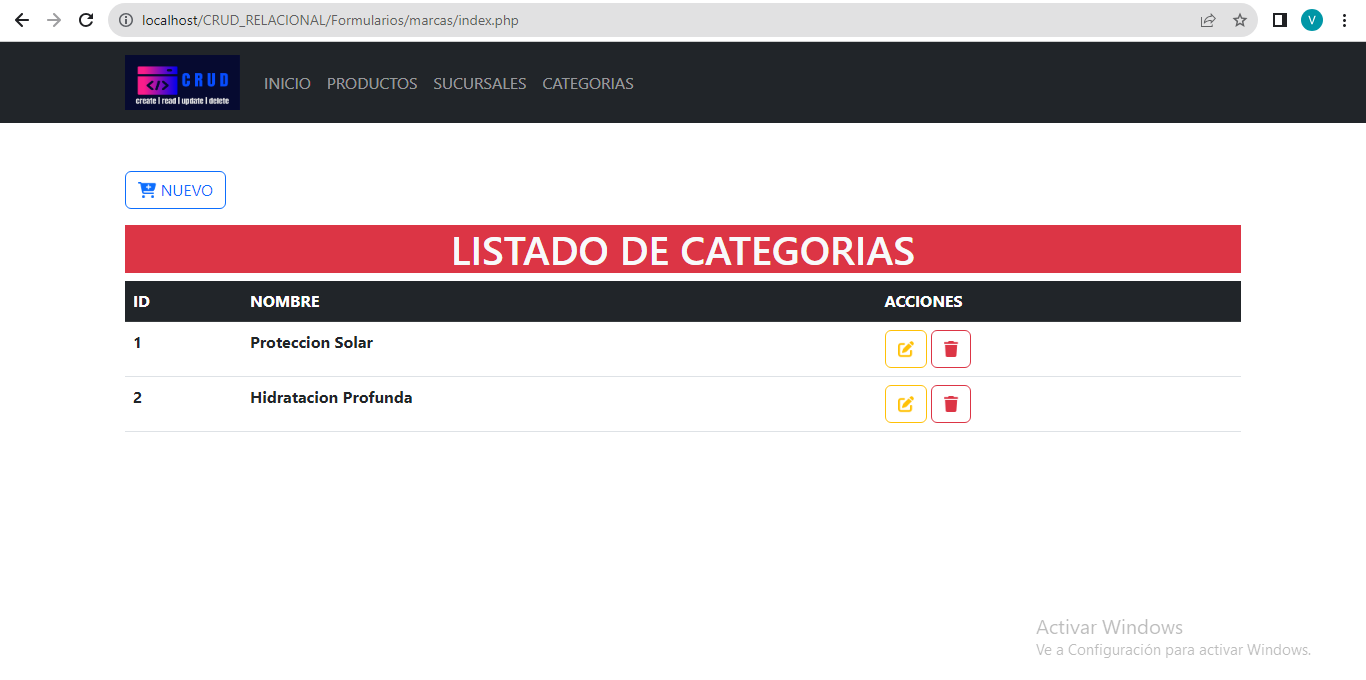 localhost/CRUD_RELACIONAL/Formularios/marcas/index.php
V
</> CRUD
create | read | update | delete
INICIO PRODUCTOS SUCURSALES CATEGORIAS
NUEVO
LISTADO DE CATEGORIAS
ID NOMBRE ACCIONES
1 Proteccion Solar
2 Hidratacion Profunda
Activar Windows
Ve a Configuración para activar Windows.